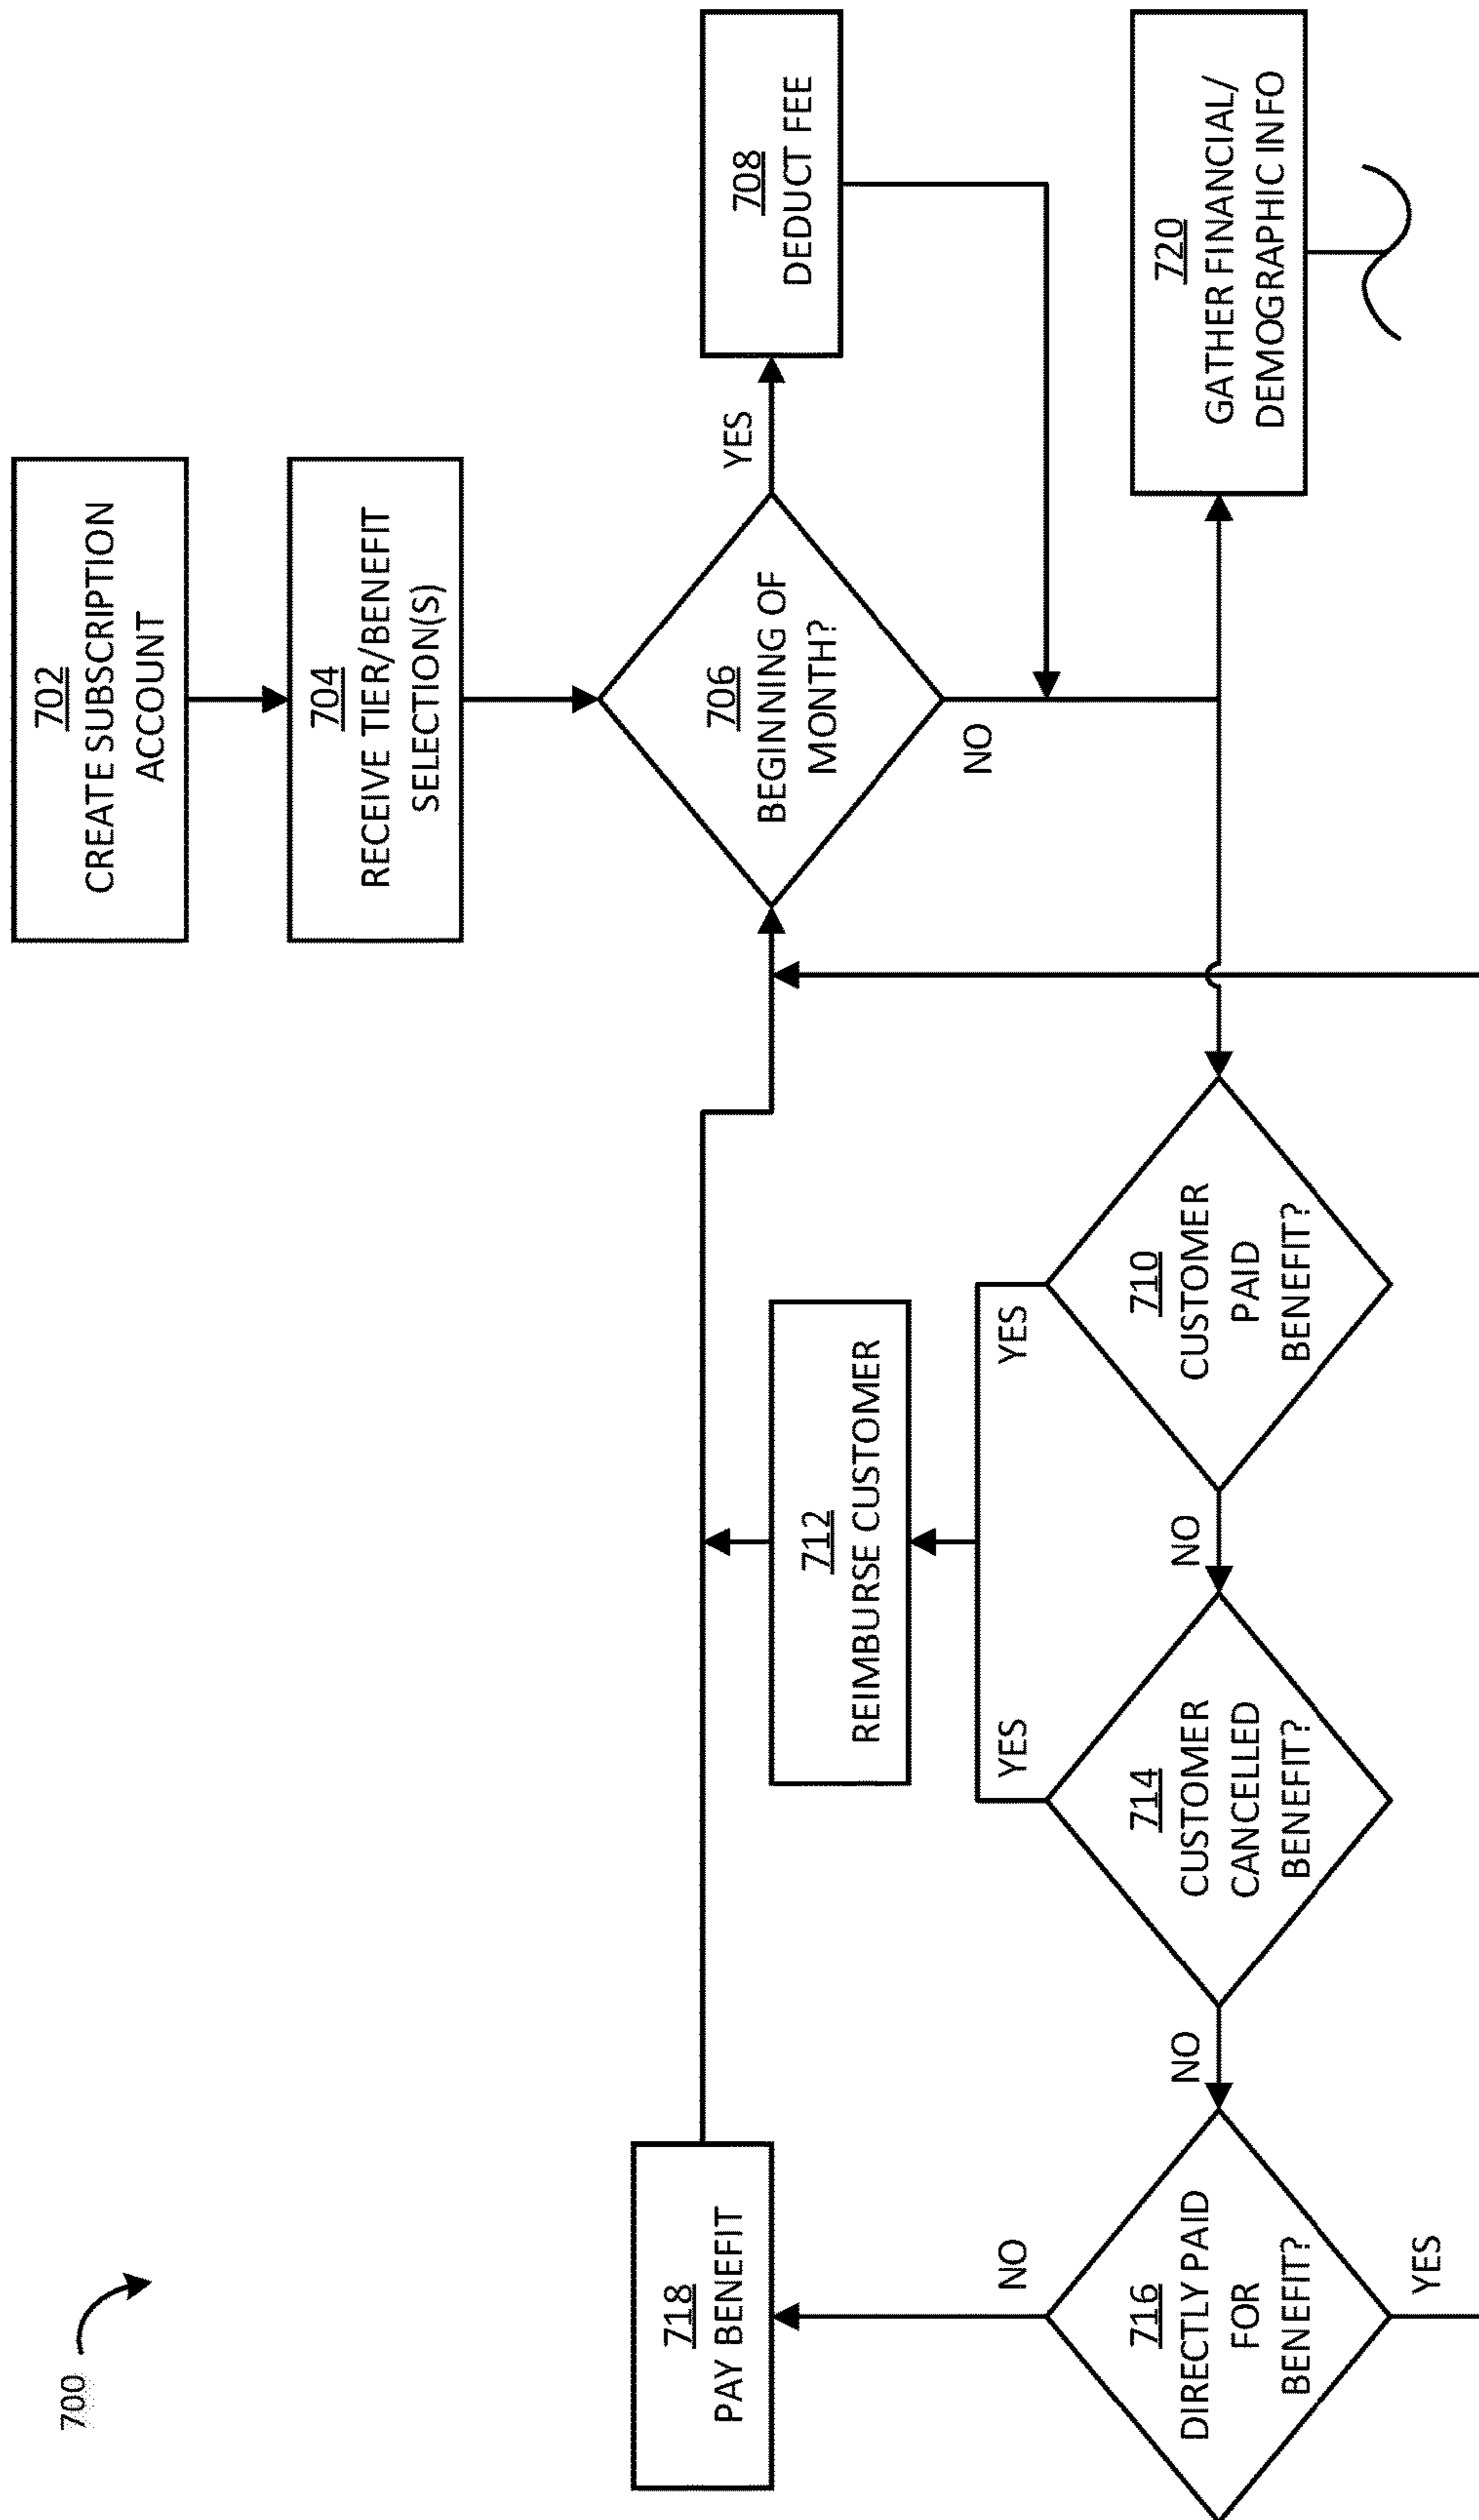 700
702
CREATE SUBSCRIPTION
ACCOUNT
704
RECEIVE TIER/BENEFIT
SELECTION(S)
706
BEGINNING OF
MONTH?
YES
NO
708
DEDUCT FEE
718
PAY BENEFIT
712
REIMBURSE CUSTOMER
NO
YES
YES
716
DIRECTLY PAID
FOR
BENEFIT?
NO
714
CUSTOMER
CANCELLED
BENEFIT?
NO
710
CUSTOMER
PAID
BENEFIT?
720
GATHER FINANCIAL/
DEMOGRAPHIC INFO
YES